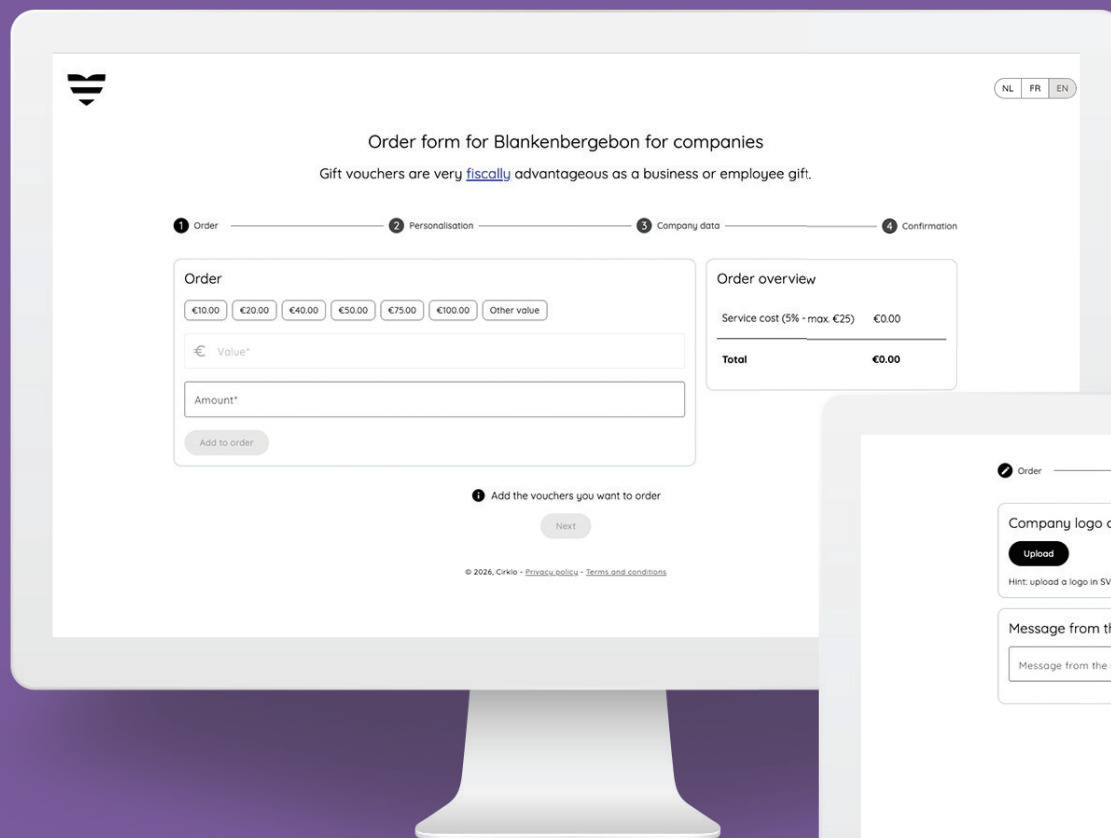 NL FR EN
Order form for Blankenbergebon for companies
Gift vouchers are very fiscally advantageous as a business or employee gift.
1 Order 2 Personalisation 3 Company data 4 Confirmation
Order
€10.00 €20.00 €40.00 €50.00 €75.00 €100.00 Other value
€ Value*
Amount*
Add to order
Order overview
Service cost (5% - max. €25) €0.00
Total €0.00
Add the vouchers you want to order
Next
© 2026, Cirklo - Privacy policy - Terms and conditions
Order
Company logo
Upload
Hint: upload a logo in SV
Message from th
Message from the